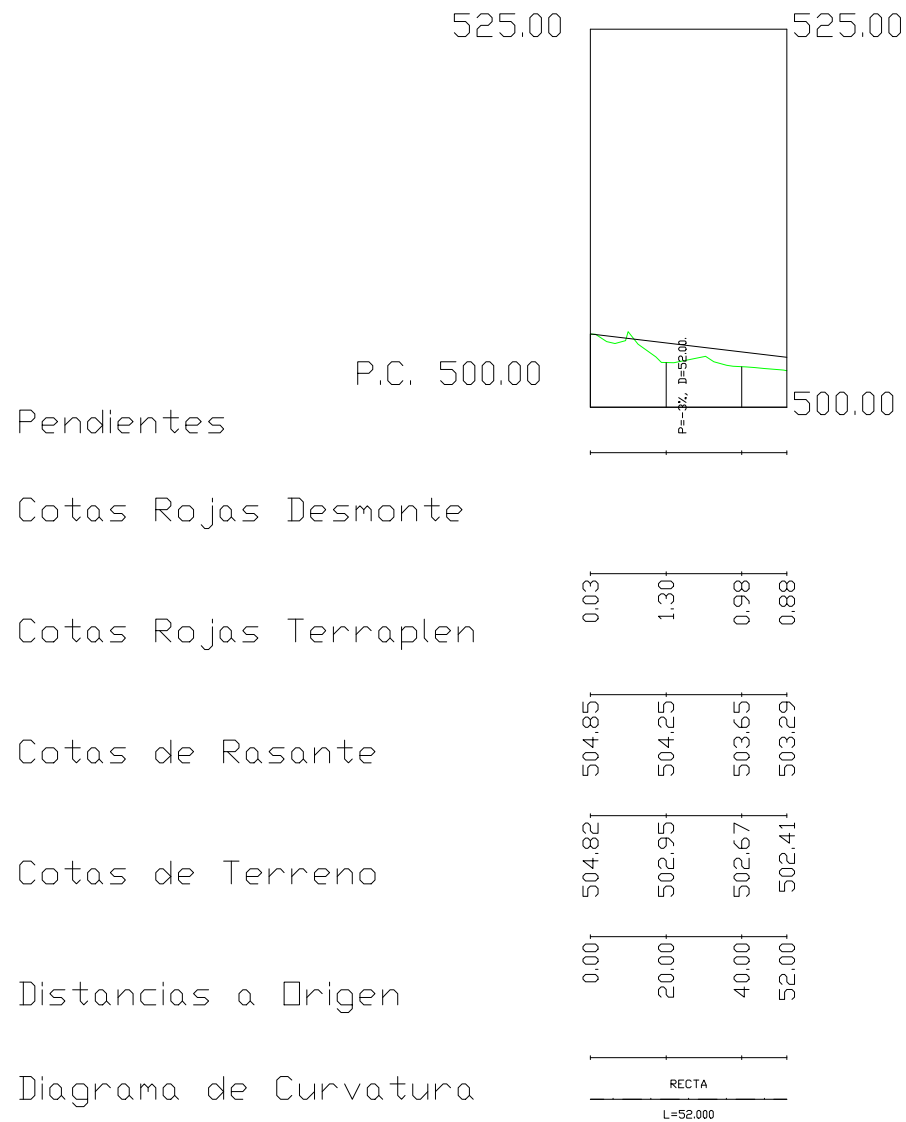 525.00 525.00
P.C. 500.00
500.00
P=-3%, D=52.00.
Pendientes
Cotas Rojas Desmonte
Cotas Rojas Terraplen
0.03 1.30 0.98 0.88
Cotas de Rasante
504.85 504.25 503.65 503.29
Cotas de Terreno
504.82 502.95 502.67 502.41
Distancias a Origen
0.00 20.00 40.00 52.00
Diagrama de Curvatura
RECTA
L=52.000